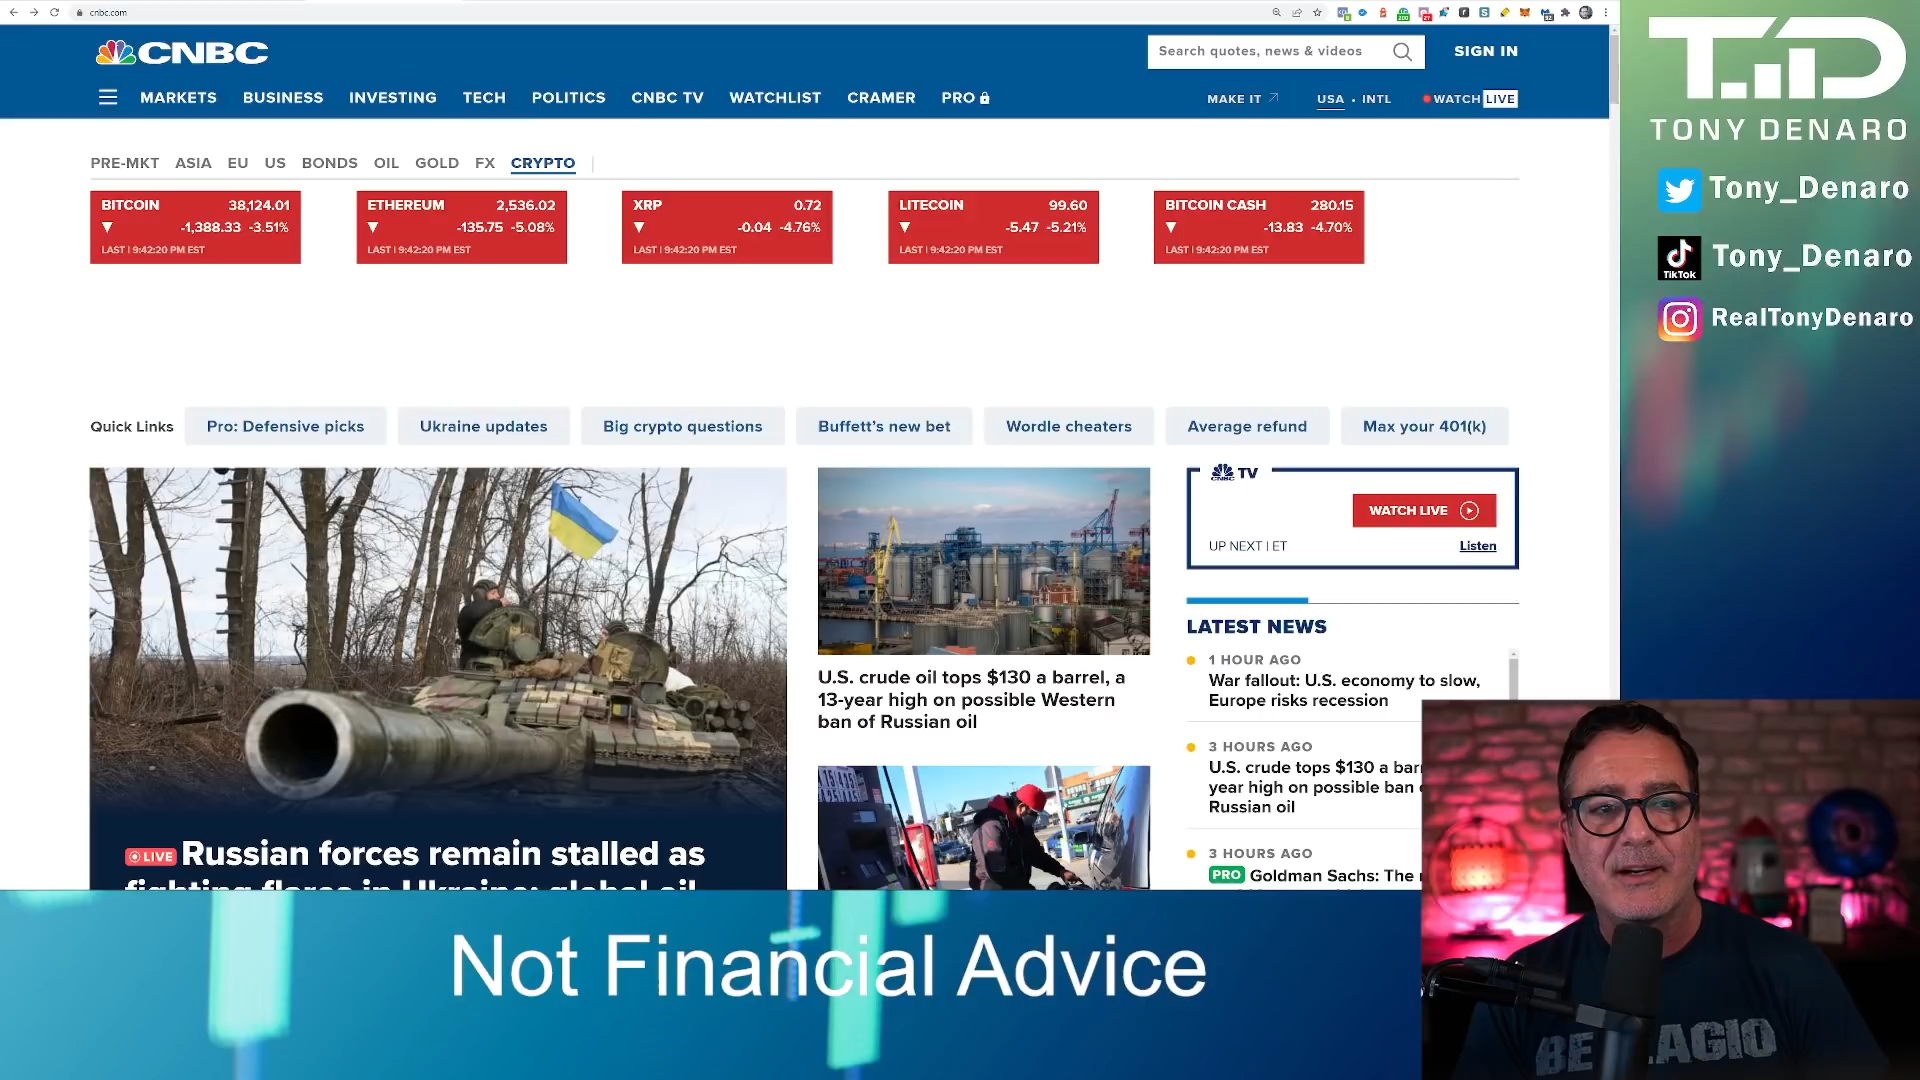 cnbc.com
CNBC
Search quotes, news & videos
SIGN IN
MARKETS BUSINESS INVESTING TECH POLITICS CNBC TV WATCHLIST CRAMER PRO
MAKE IT USA • INTL WATCH LIVE
PRE-MKT ASIA EU US BONDS OIL GOLD FX CRYPTO
BITCOIN 38,124.01
-1,388.33 -3.51%
LAST | 9:42:20 PM EST
ETHEREUM 2,536.02
-135.75 -5.08%
LAST | 9:42:20 PM EST
XRP 0.72
-0.04 -4.76%
LAST | 9:42:20 PM EST
LITECOIN 99.60
-5.47 -5.21%
LAST | 9:42:20 PM EST
BITCOIN CASH 280.15
-13.83 -4.70%
LAST | 9:42:20 PM EST
Quick Links Pro: Defensive picks Ukraine updates Big crypto questions Buffett's new bet Wordle cheaters Average refund Max your 401(k)
LIVE Russian forces remain stalled as
fighting flares in Ukraine; global oil
U.S. crude oil tops $130 a barrel, a
13-year high on possible Western
ban of Russian oil
CNBC TV
WATCH LIVE
UP NEXT | ET
Listen
LATEST NEWS
1 HOUR AGO
War fallout: U.S. economy to slow,
Europe risks recession
3 HOURS AGO
U.S. crude tops $130 a bar
year high on possible ban
Russian oil
3 HOURS AGO
PRO Goldman Sachs: The
TD
TONY DENARO
Tony_Denaro
TikTok
Tony_Denaro
RealTonyDenaro
Not Financial Advice
BE LAGIO